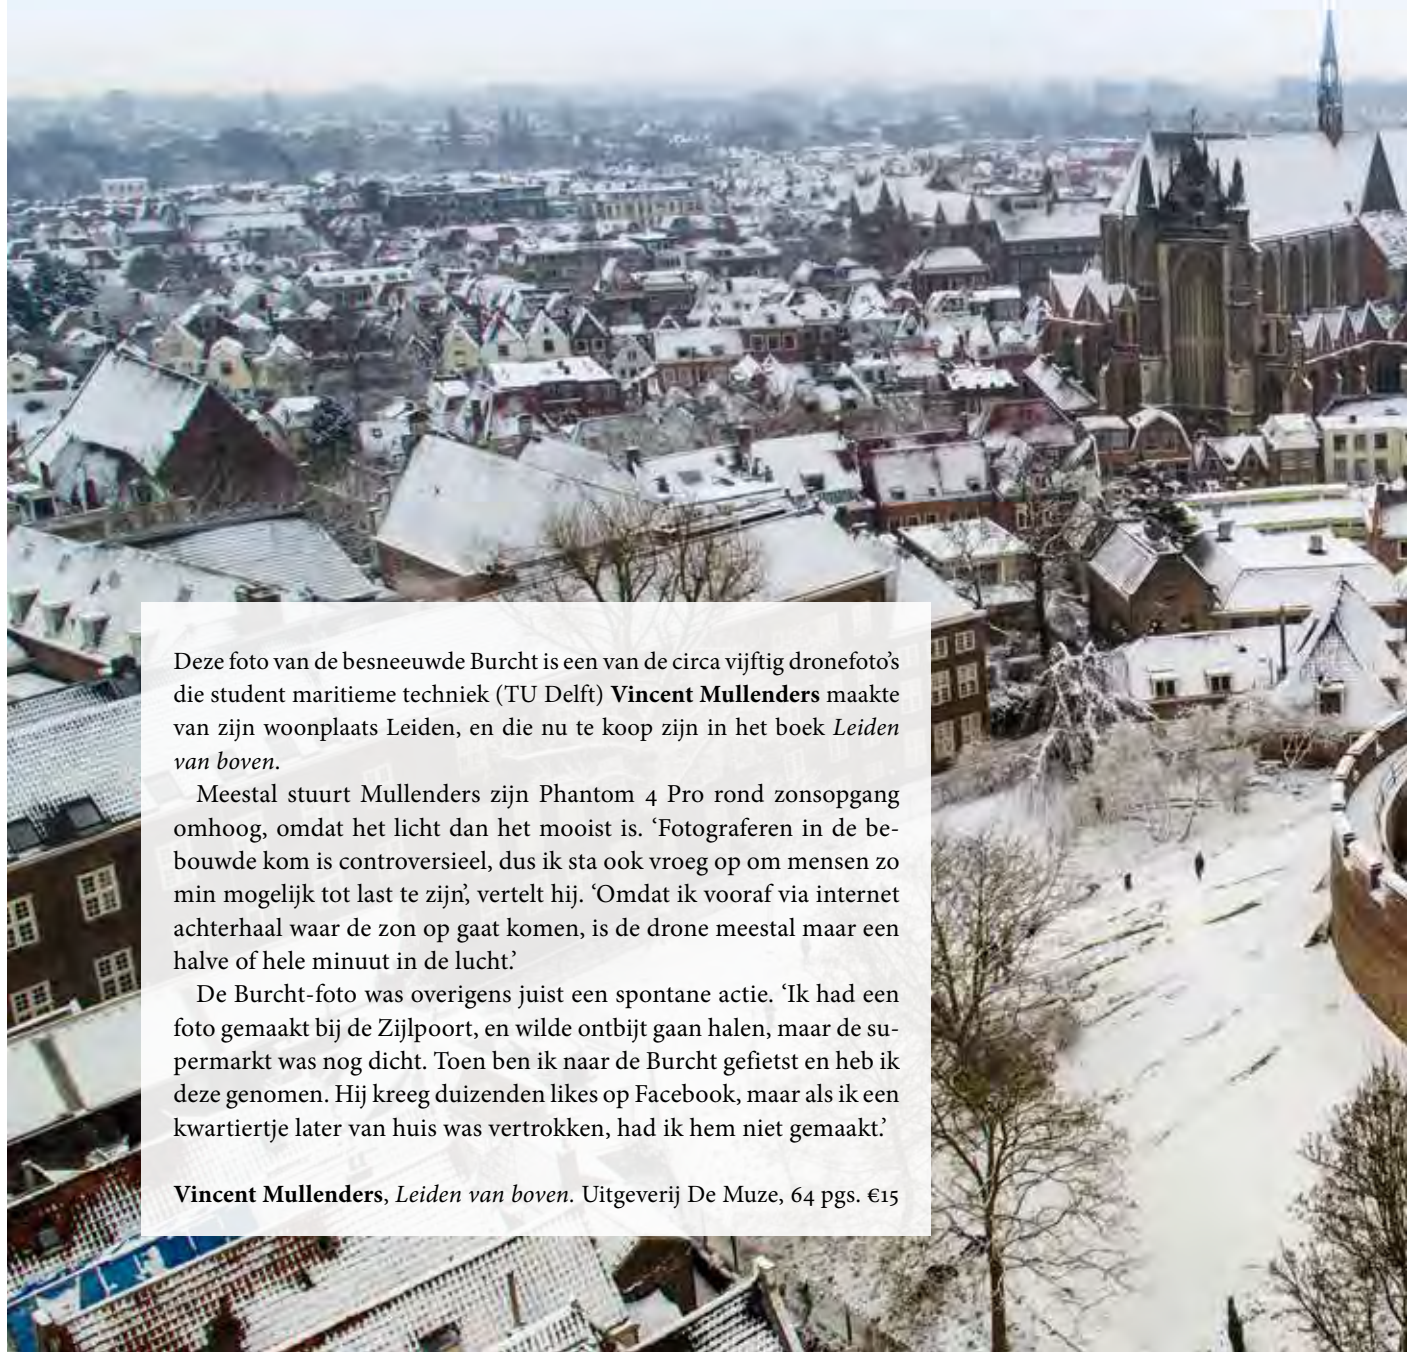 Deze foto van de besneeuwde Burcht is een van de circa vijftig dronefoto's
die student maritieme techniek (TU Delft) Vincent Mullenders maakte
van zijn woonplaats Leiden, en die nu te koop zijn in het boek Leiden
van boven.
Meestal stuurt Mullenders zijn Phantom 4 Pro rond zonsopgang
omhoog, omdat het licht dan het mooist is. ‘Fotograferen in de be-
bouwde kom is controversieel, dus ik sta ook vroeg op om mensen zo
min mogelijk tot last te zijn’, vertelt hij. ‘Omdat ik vooraf via internet
achterhaal waar de zon op gaat komen, is de drone meestal maar een
halve of hele minuut in de lucht.’
De Burcht-foto was overigens juist een spontane actie. ‘Ik had een
foto gemaakt bij de Zijlpoort, en wilde ontbijt gaan halen, maar de su-
permarkt was nog dicht. Toen ben ik naar de Burcht gefietst en heb ik
deze genomen. Hij kreeg duizenden likes op Facebook, maar als ik een
kwartiertje later van huis was vertrokken, had ik hem niet gemaakt.’
Vincent Mullenders, Leiden van boven. Uitgeverij De Muze, 64 pgs. €15